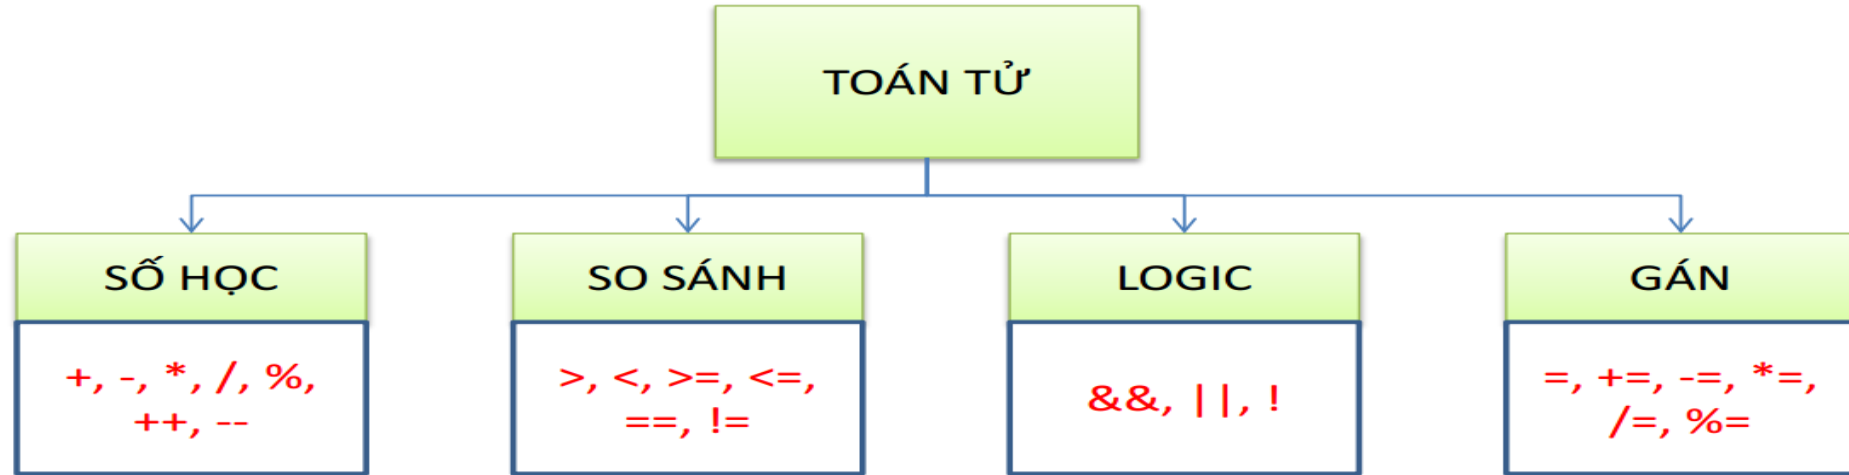 TOÁN TỬ
SỐ HỌC
+, -, *, /, %,
++, --
SO SÁNH
>, <, >=, <=,
==, !=
LOGIC
&&, ||, !
GÁN
=, +=, -=, *=,
/=, %=